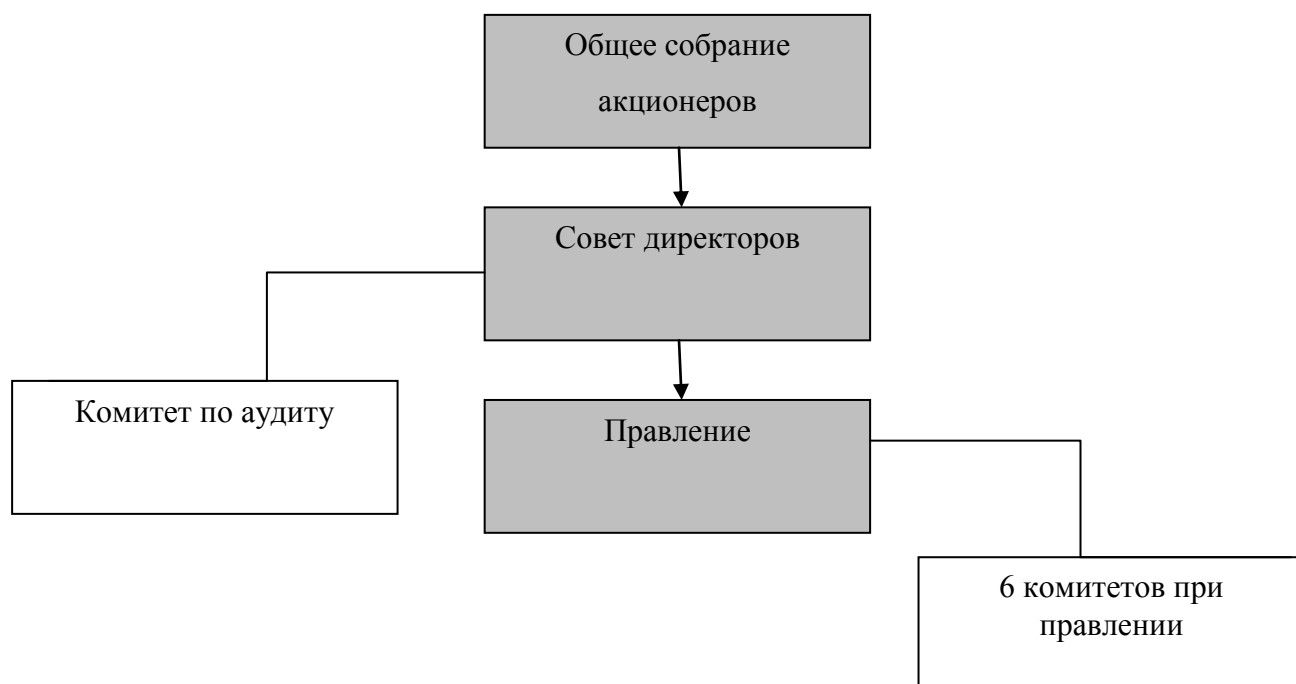 Общее собрание
акционеров
Совет директоров
Комитет по аудиту
Правление
6 комитетов при
правлении